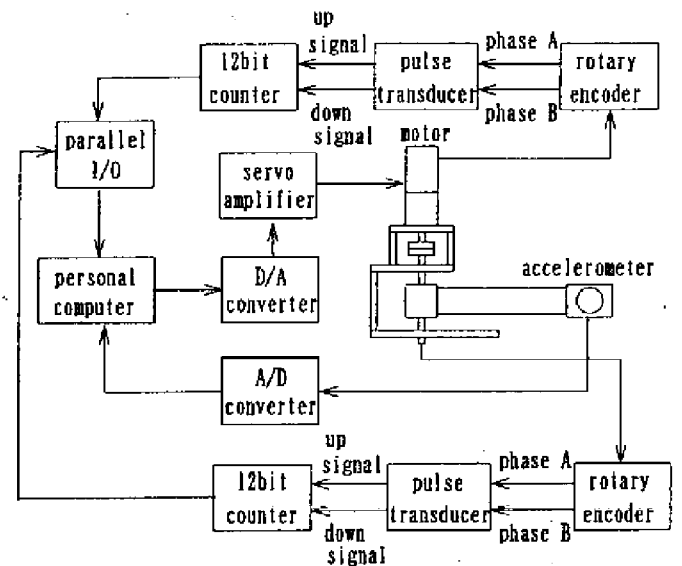 up
signal
12bit
counter
pulse
transducer
phase A
phase B
rotary
encoder
down
signal
motor
parallel
I/O
servo
amplifier
accelerometer
personal
computer
D/A
converter
A/D
converter
up
signal
12bit
counter
pulse
transducer
phase A
phase B
rotary
encoder
down
signal